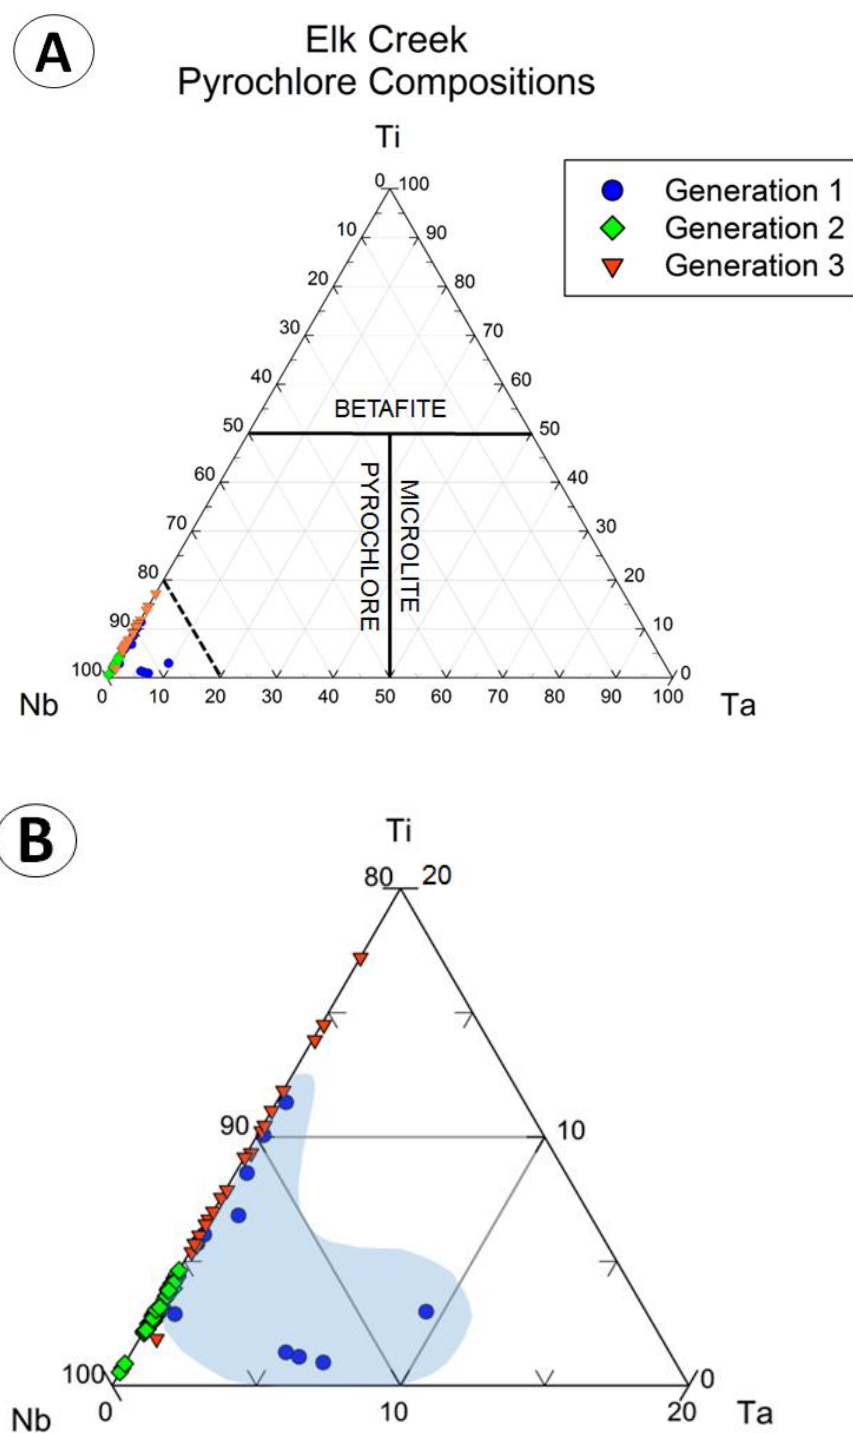 A
Elk Creek
Pyrochlore Compositions
Ti
Generation 1
Generation 2
Generation 3
0 100
10 90
20 80
30 70
40 60
BETAFITE
50 50
60 40
PYROCHLORE
MICROLITE
70 30
80 20
90 10
100 0
0 10 20 30 40 50 60 70 80 90 100
Nb Ta
B
Ti
80 20
90 10
100 0
0 10 20
Nb Ta